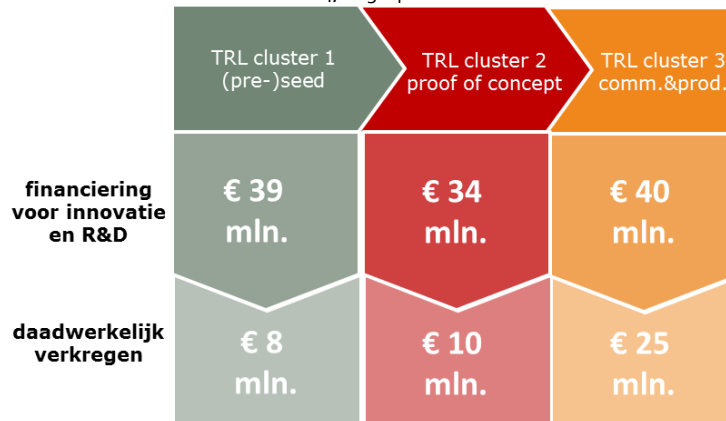 TRL cluster 1
(pre-)seed
TRL cluster 2
proof of concept
TRL cluster 3
comm.&prod.
financiering
voor innovatie
en R&D
€ 39
mln.
€ 34
mln.
€ 40
mln.
daadwerkelijk
verkregen
€ 8
mln.
€ 10
mln.
€ 25
mln.